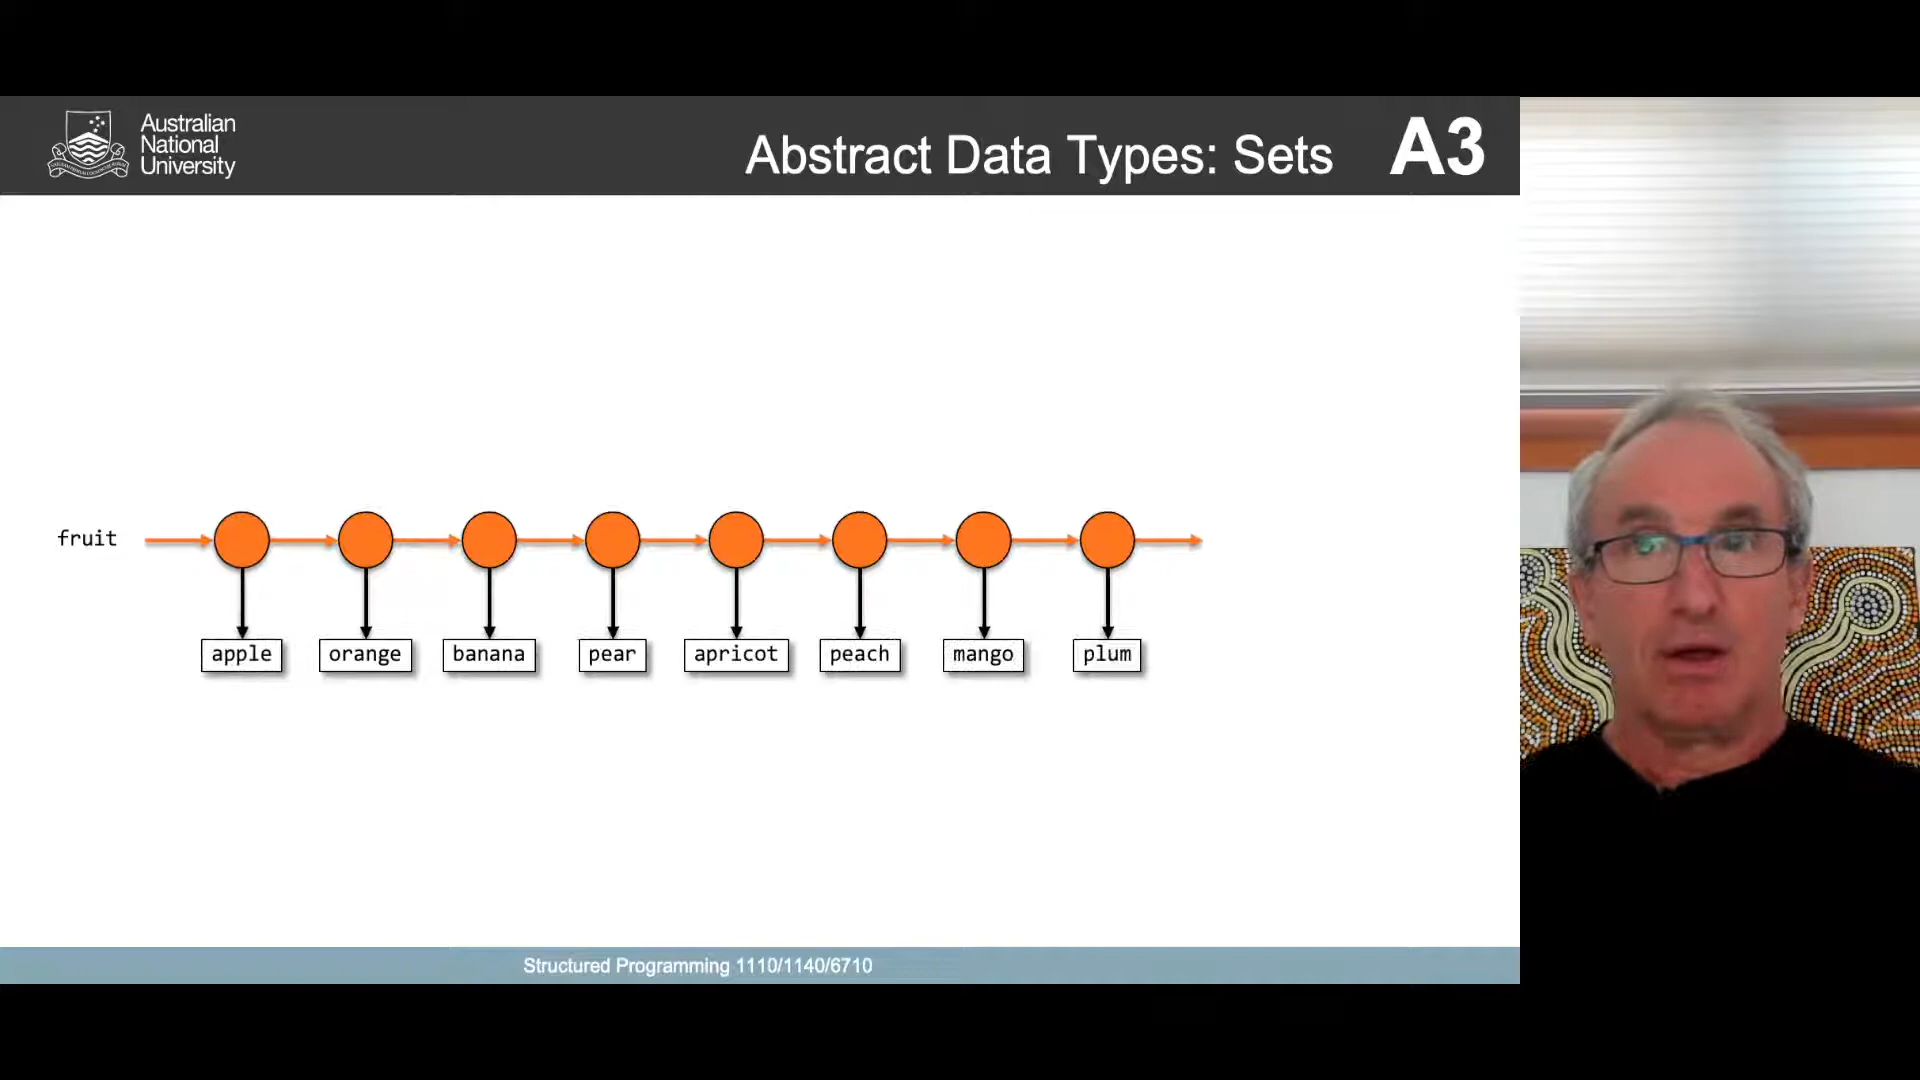 Australian
National
University
Abstract Data Types: Sets A3
fruit
apple orange banana pear apricot peach mango plum
Structured Programming 1110/1140/6710